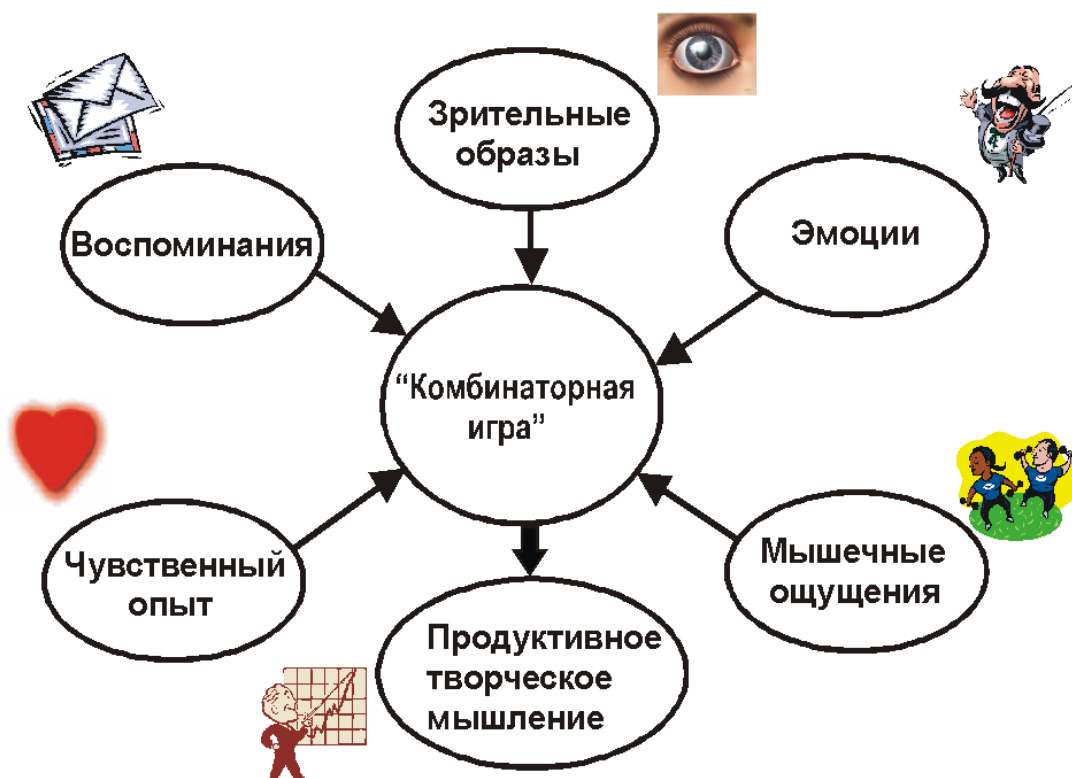 Зрительные
образы
Воспоминания
Эмоции
“Комбинаторная
игра”
Чувственный
опыт
Мышечные
ощущения
Продуктивное
творческое
мышление